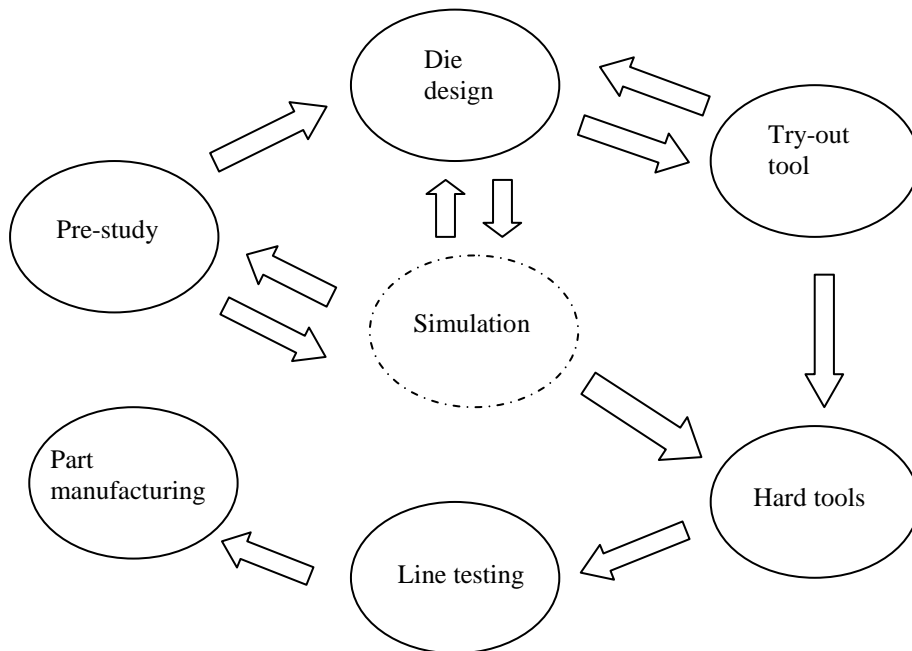 Die
design
Try-out
tool
Pre-study
Simulation
Part
manufacturing
Hard tools
Line testing